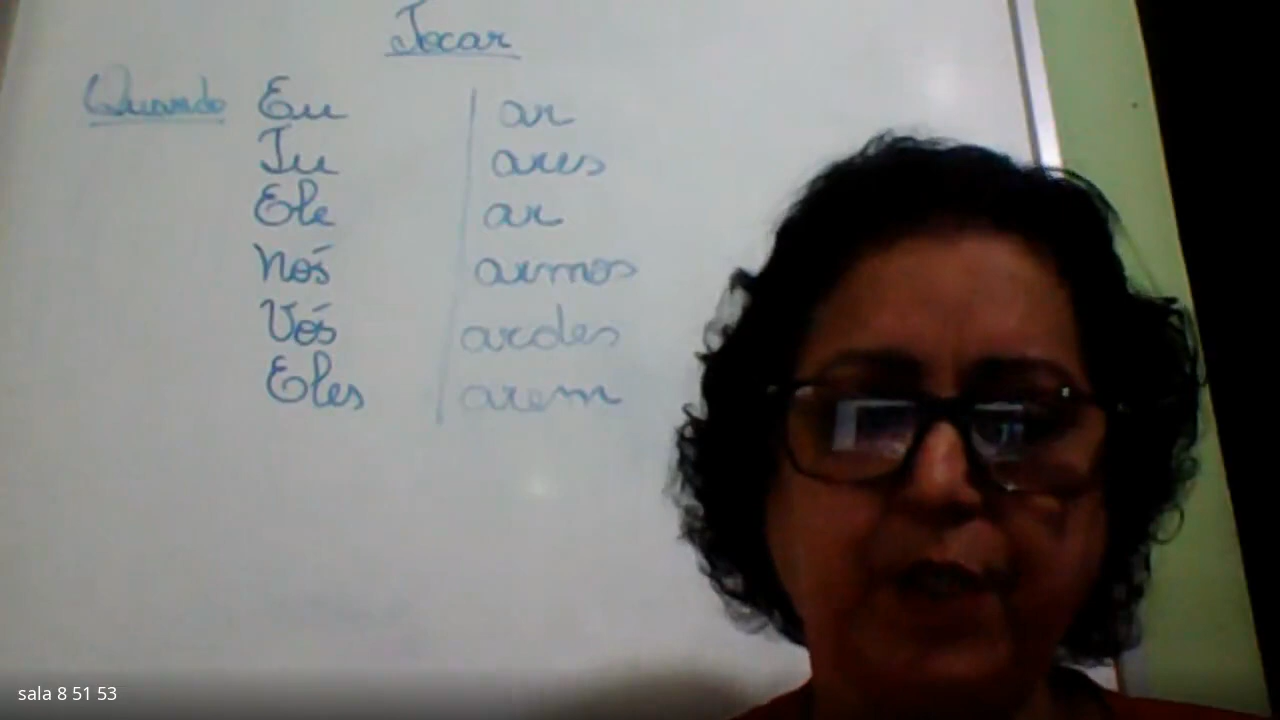 Tocar
Quando Eu ar
Tu ares
Ele ar
Nós armos
Vós ardes
Eles arem
sala 8 51 53